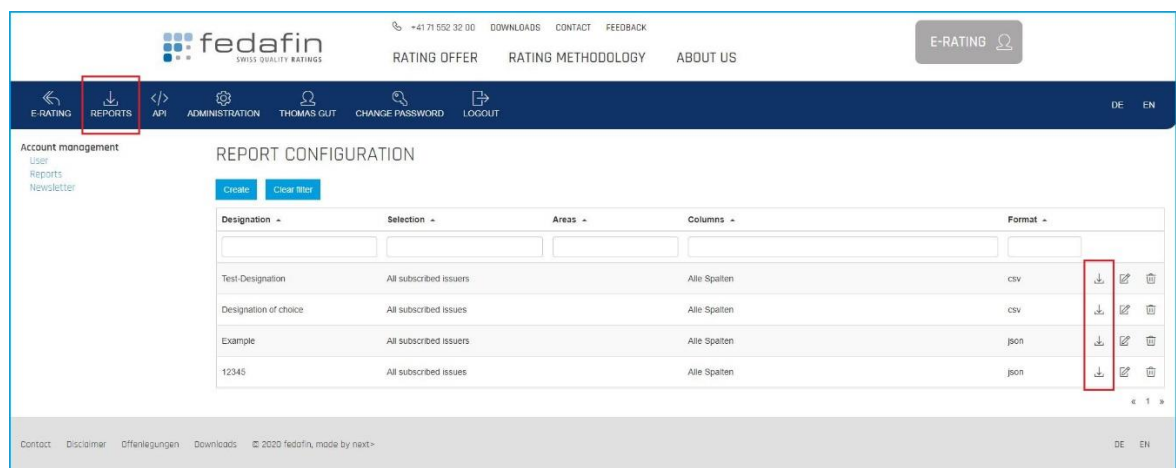 +41 71 552 32 00 DOWNLOADS CONTACT FEEDBACK
fedafin
SWISS QUALITY RATINGS
RATING OFFER RATING METHODOLOGY ABOUT US
E-RATING
E-RATING REPORTS </> API ADMINISTRATION THOMAS GUT CHANGE PASSWORD LOGOUT DE EN
Account management
User
Reports
Newsletter
REPORT CONFIGURATION
Create Clear filter
Designation Selection Areas Columns Format
Test-Designation All subscribed issuers Alle Spalten csv
Designation of choice All subscribed issues Alle Spalten csv
Example All subscribed issuers Alle Spalten json
12345 All subscribed issues Alle Spalten json
« 1 »
Contact Disclaimer Offenlegungen Downloads © 2020 fedafin, made by next> DE EN